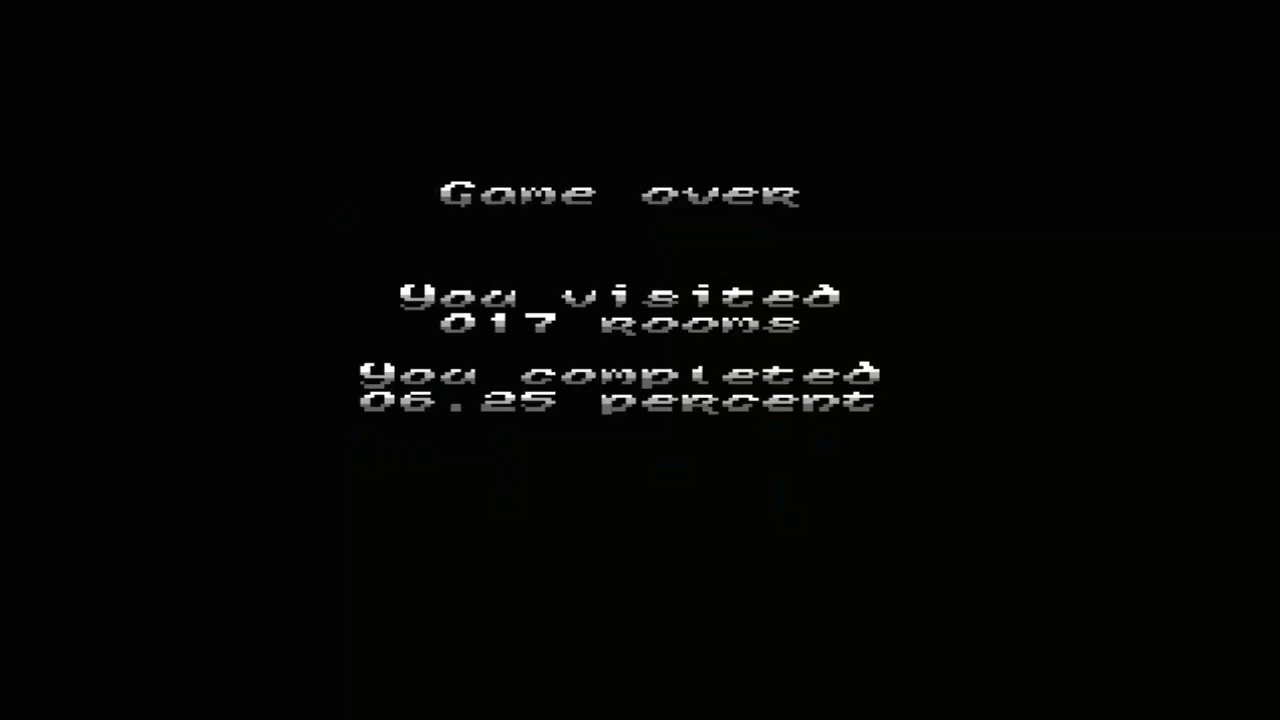 Game over
You visited
017 rooms
You completed
06.25 percent